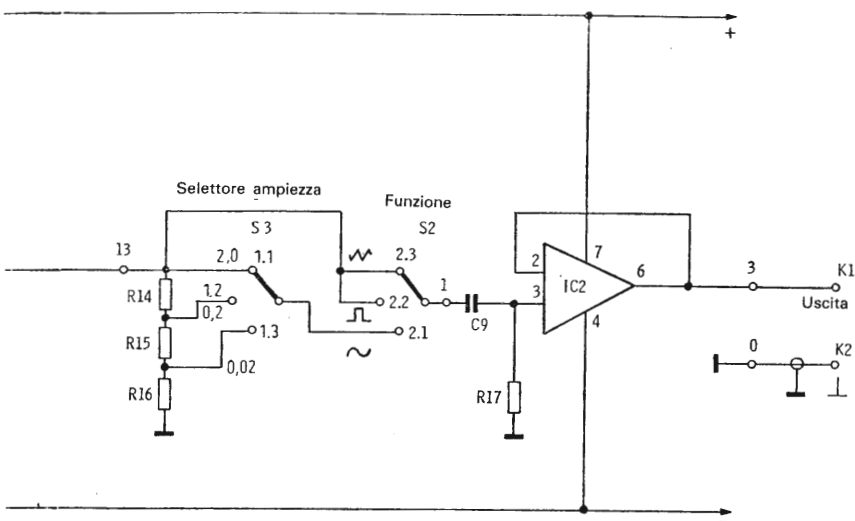 +
Selettore ampiezza
Funzione
S3
S2
13
2,0
1.1
2.3
R14
1.2
0,2
2.2
1
R15
1.3
2.1
0,02
R16
C9
R17
2
7
IC2
6
3
4
3
K1
Uscita
0
K2